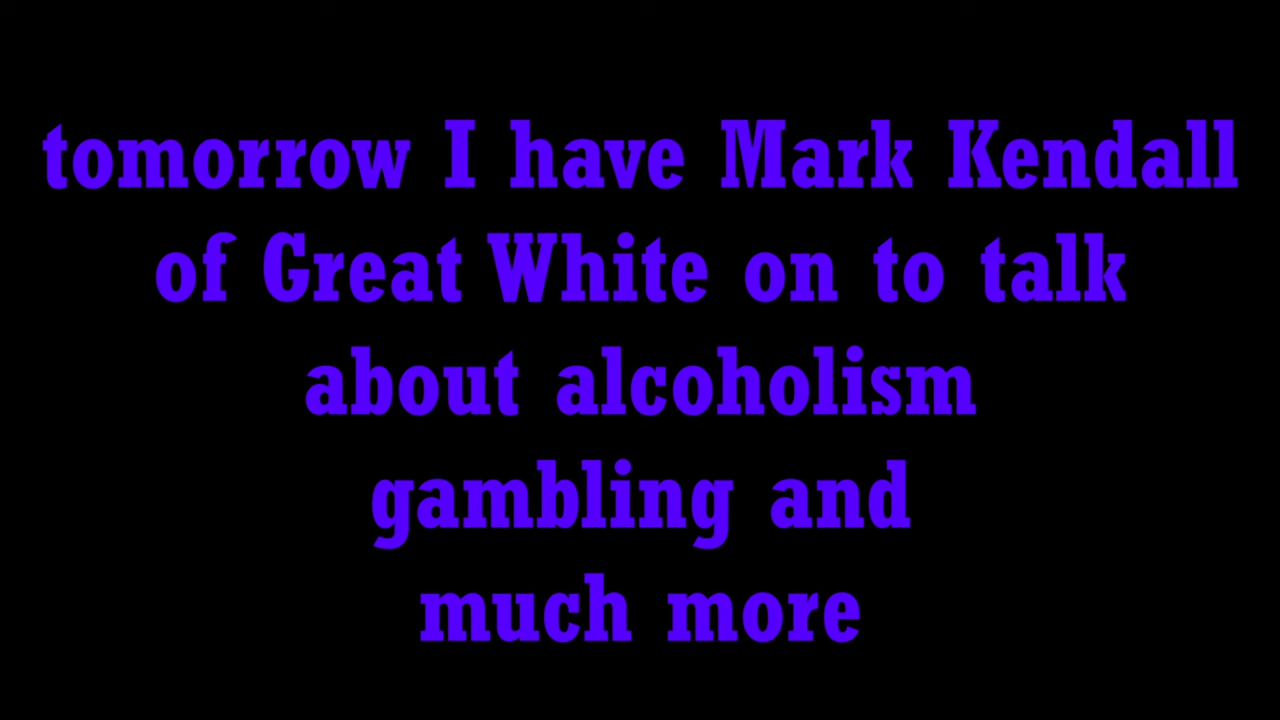 tomorrow I have Mark Kendall
of Great White on to talk
about alcoholism
gambling and
much more